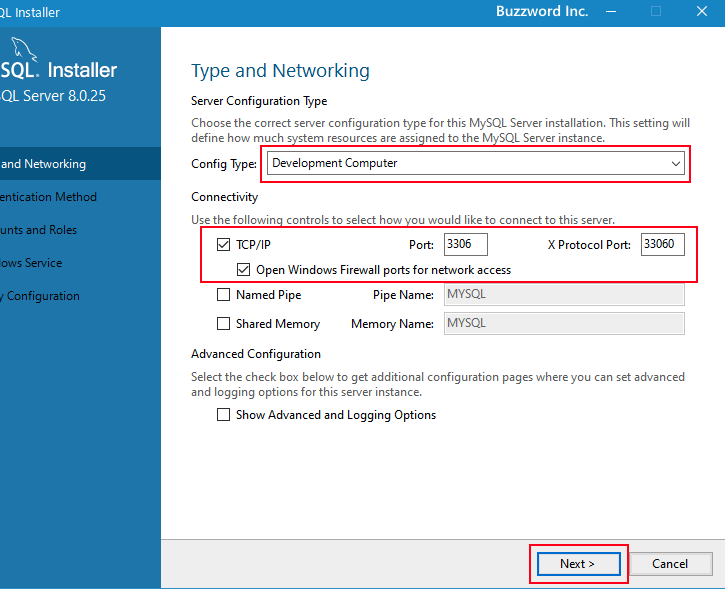 QL Installer
Buzzword Inc.
SQL. Installer
SQL Server 8.0.25
and Networking
entication Method
unts and Roles
ows Service
y Configuration
Type and Networking
Server Configuration Type
Choose the correct server configuration type for this MySQL Server installation. This setting will
define how much system resources are assigned to the MySQL Server instance.
Config Type: Development Computer
Connectivity
Use the following controls to select how you would like to connect to this server.
TCP/IP Port: 3306 X Protocol Port: 33060
Open Windows Firewall ports for network access
Named Pipe Pipe Name: MYSQL
Shared Memory Memory Name: MYSQL
Advanced Configuration
Select the check box below to get additional configuration pages where you can set advanced
and logging options for this server instance.
Show Advanced and Logging Options
Next > Cancel